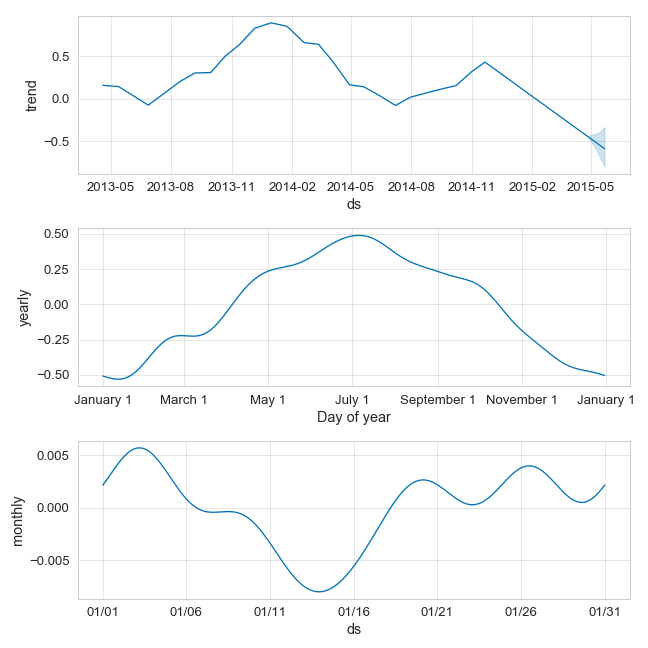 trend
0.5
0.0
−0.5
2013-05 2013-08 2013-11 2014-02 2014-05 2014-08 2014-11 2015-02 2015-05
ds
yearly
0.50
0.25
0.00
−0.25
−0.50
January 1 March 1 May 1 July 1 September 1 November 1 January 1
Day of year
monthly
0.005
0.000
−0.005
01/01 01/06 01/11 01/16 01/21 01/26 01/31
ds